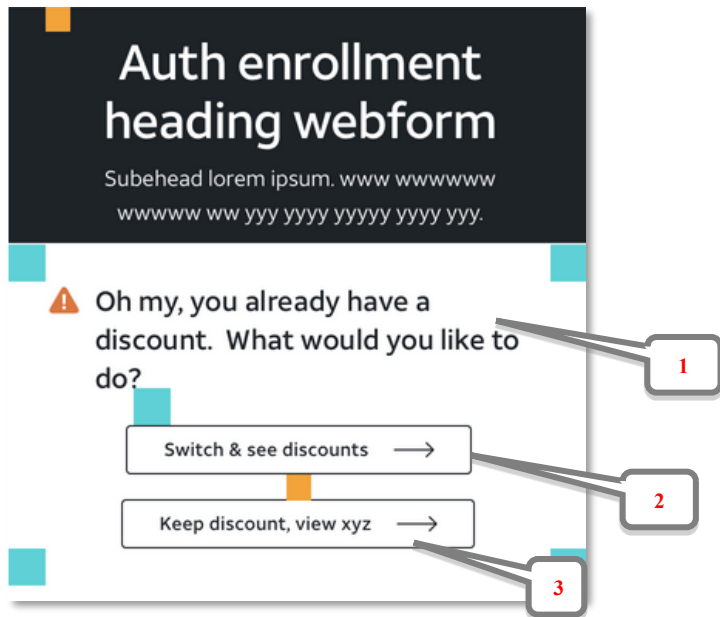 Auth enrollment
heading webform
Subehead lorem ipsum. www wwwwww
wwwww ww yyy yyyy yyyyy yyyy yyy.
Oh my, you already have a
discount.  What would you like to
do?
1
Switch & see discounts
2
Keep discount, view xyz
3